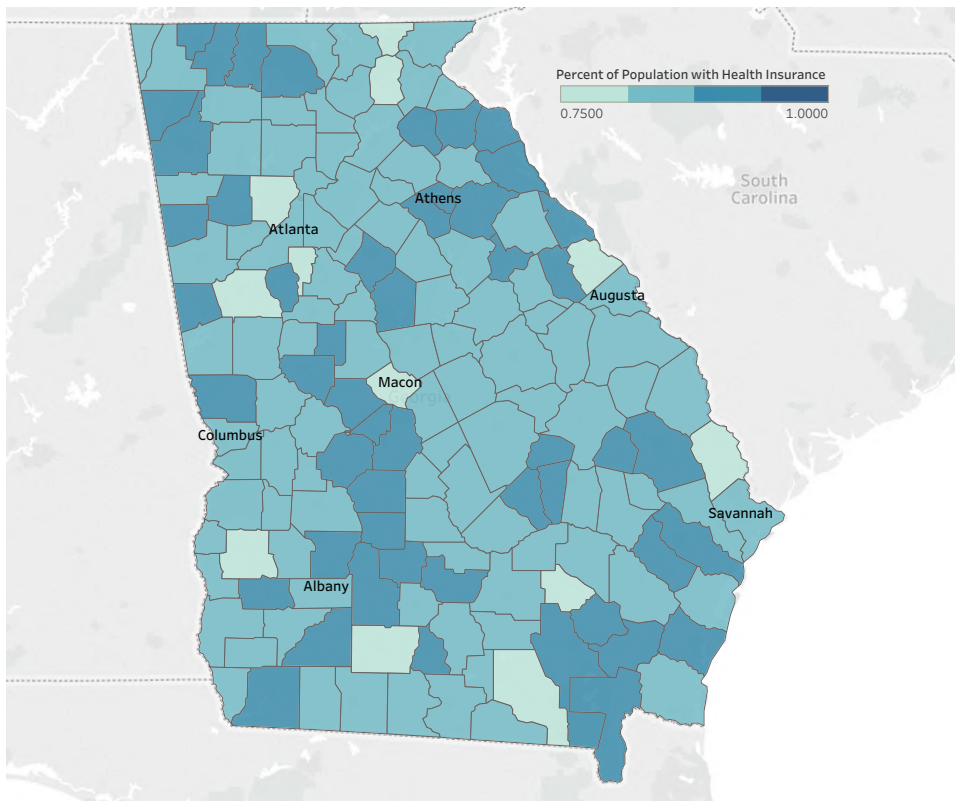 Percent of Population with Health Insurance
0.7500 1.0000
South
Carolina
Athens
Atlanta
Augusta
Macon
Georgia
Columbus
Savannah
Albany